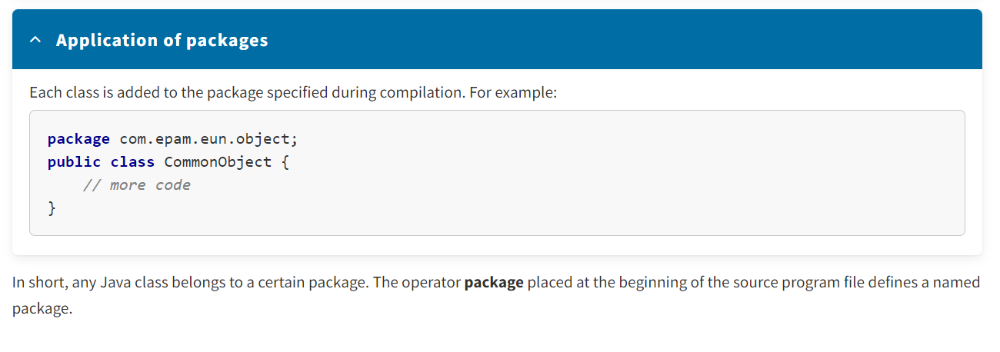 Application of packages
Each class is added to the package specified during compilation. For example:
package com.epam.eun.object;
public class CommonObject {
// more code
}
In short, any Java class belongs to a certain package. The operator package placed at the beginning of the source program file defines a named
package.